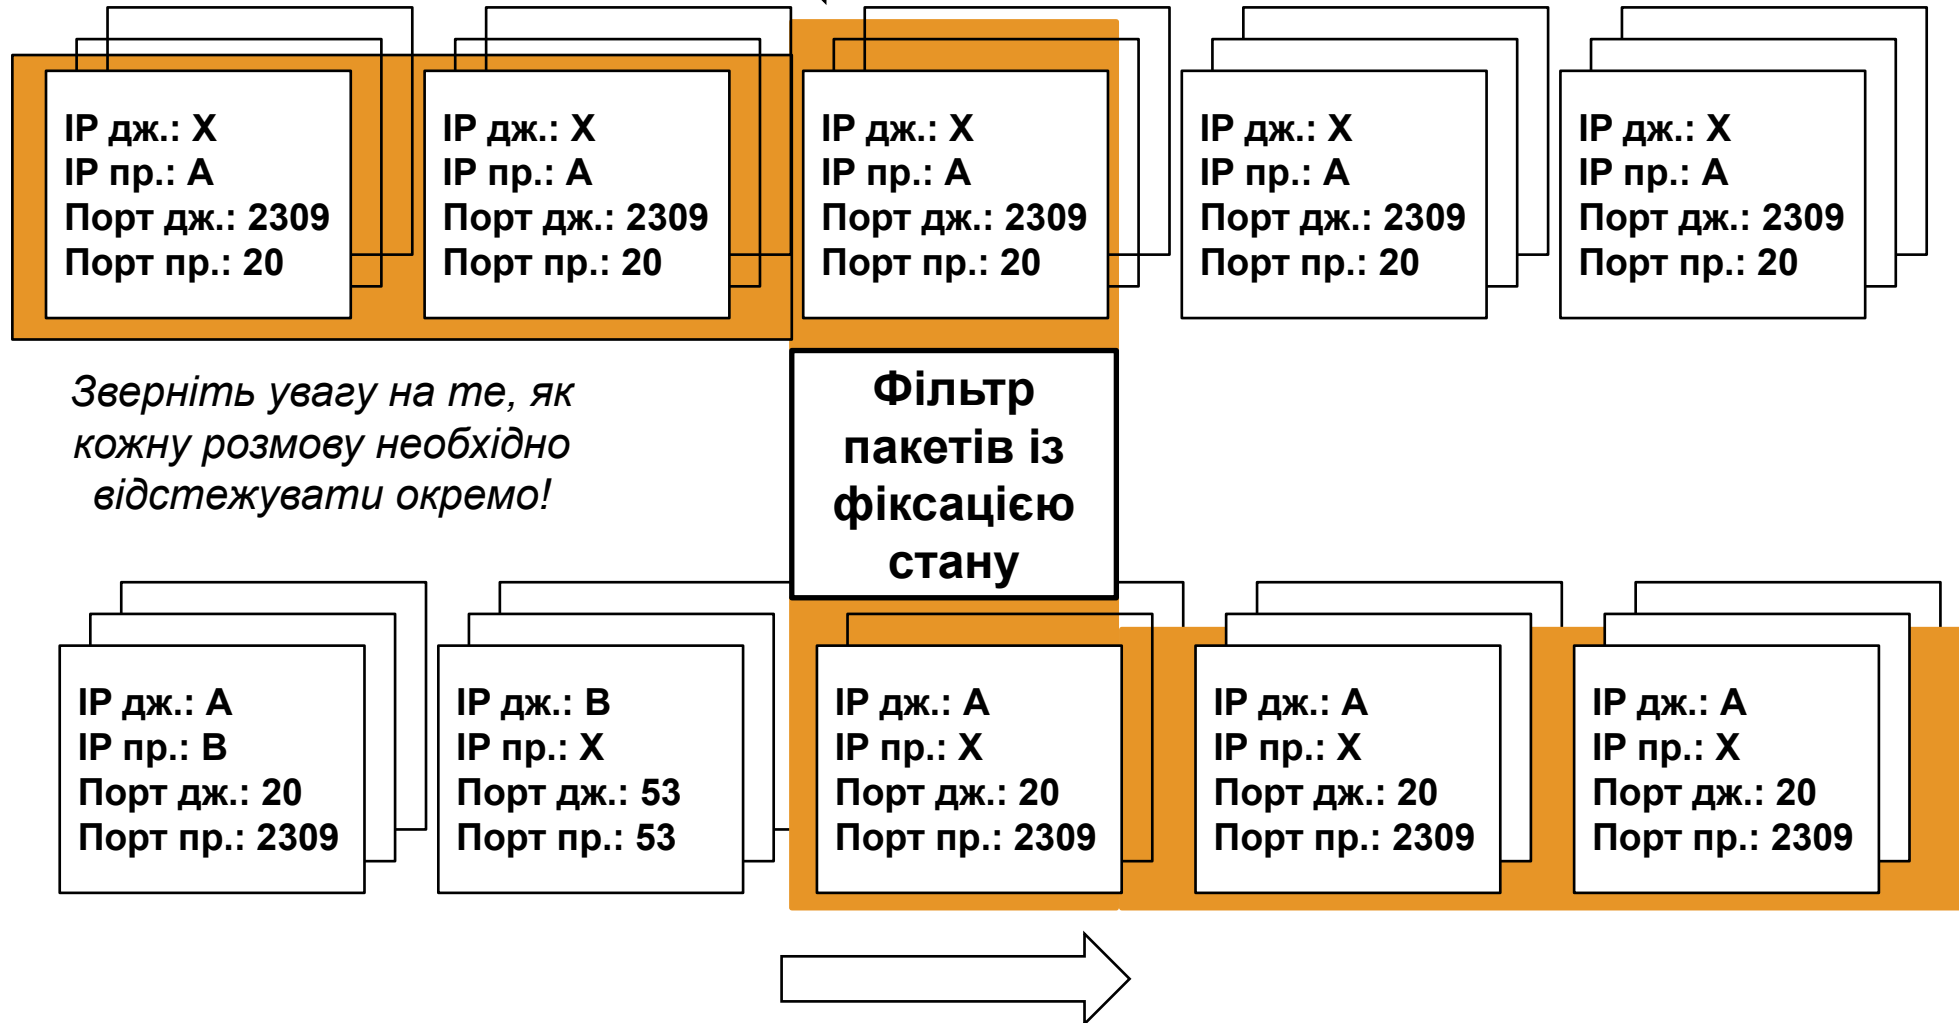 IP дж.: X
IP пр.: A
Порт дж.: 2309
Порт пр.: 20
IP дж.: X
IP пр.: A
Порт дж.: 2309
Порт пр.: 20
IP дж.: X
IP пр.: A
Порт дж.: 2309
Порт пр.: 20
IP дж.: X
IP пр.: A
Порт дж.: 2309
Порт пр.: 20
IP дж.: X
IP пр.: A
Порт дж.: 2309
Порт пр.: 20
Зверніть увагу на те, як
кожну розмову необхідно
відстежувати окремо!
Фільтр
пакетів із
фіксацією
стану
IP дж.: A
IP пр.: B
Порт дж.: 20
Порт пр.: 2309
IP дж.: B
IP пр.: X
Порт дж.: 53
Порт пр.: 53
IP дж.: A
IP пр.: X
Порт дж.: 20
Порт пр.: 2309
IP дж.: A
IP пр.: X
Порт дж.: 20
Порт пр.: 2309
IP дж.: A
IP пр.: X
Порт дж.: 20
Порт пр.: 2309